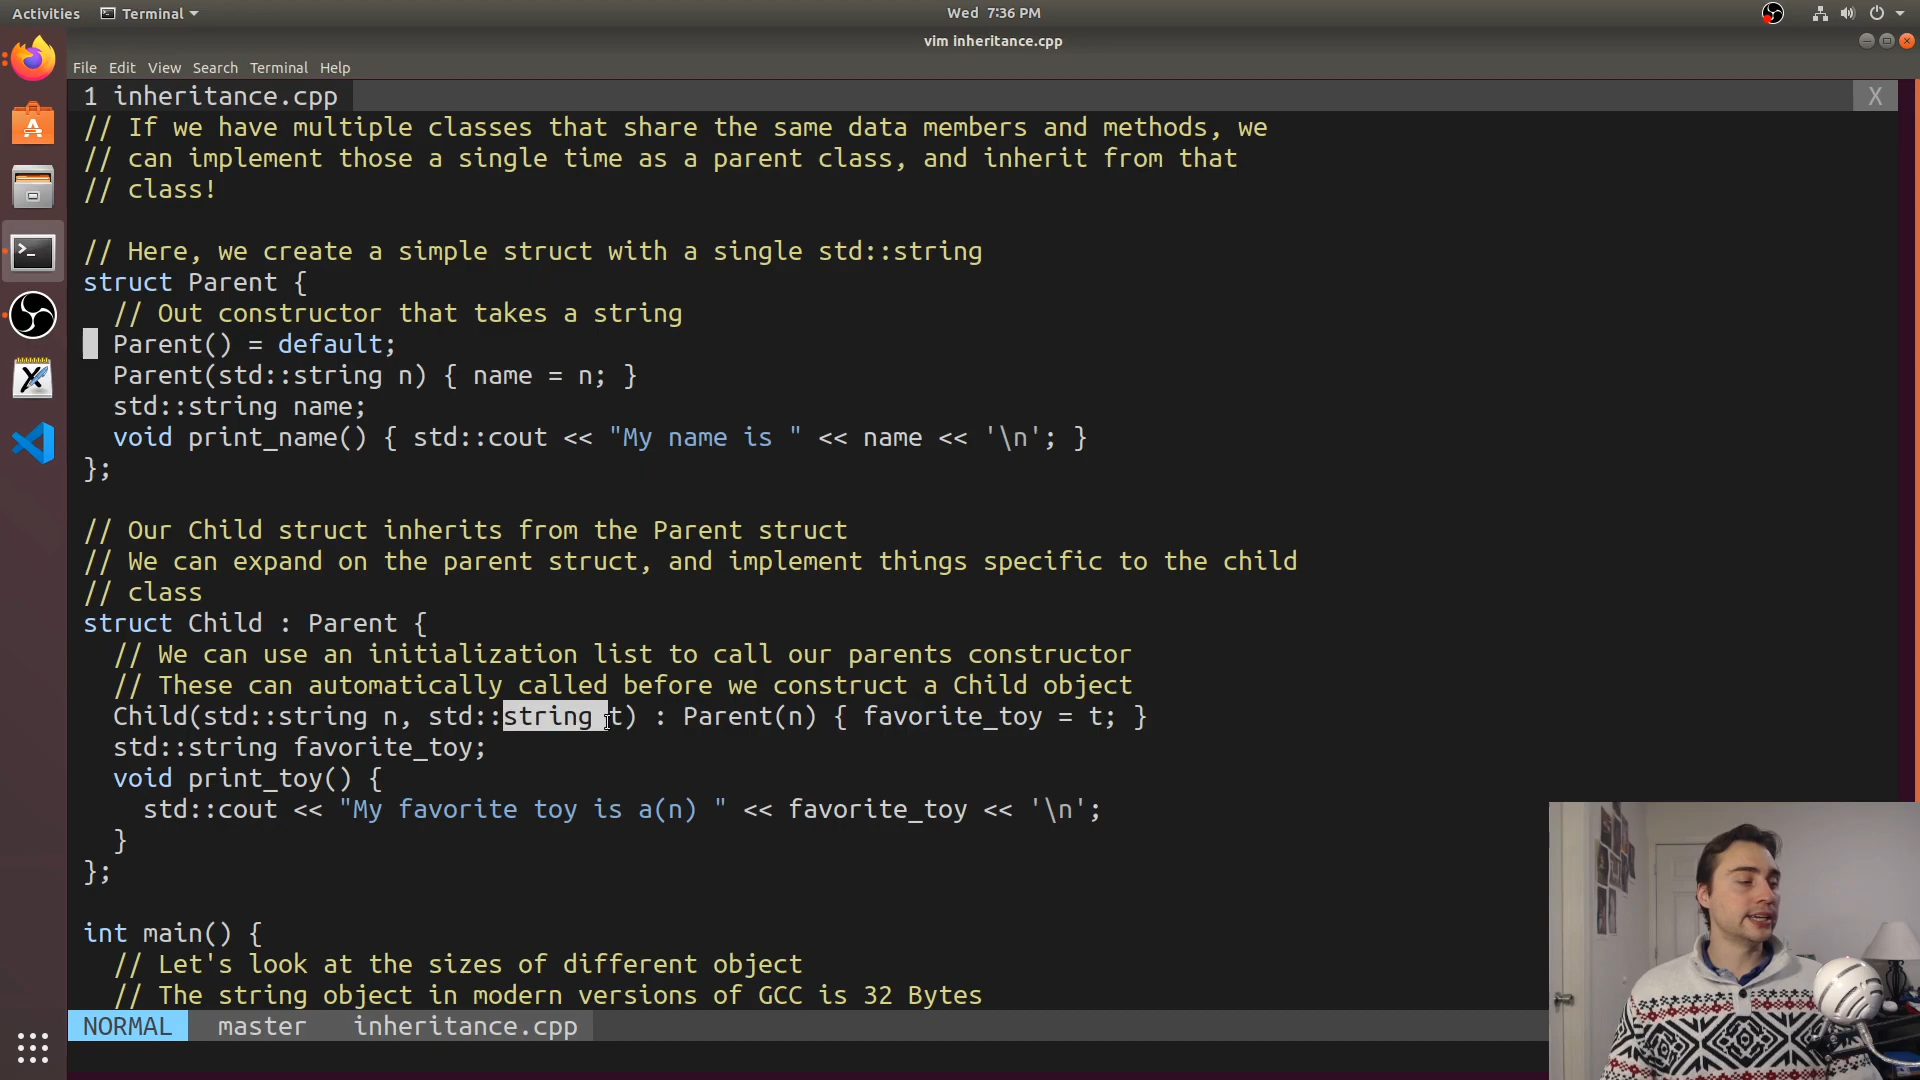 Activities Terminal Wed 7:36 PM
vim inheritance.cpp
File Edit View Search Terminal Help
1 inheritance.cpp X
// If we have multiple classes that share the same data members and methods, we
// can implement those a single time as a parent class, and inherit from that
// class!
// Here, we create a simple struct with a single std::string
struct Parent {
// Out constructor that takes a string
Parent() = default;
Parent(std::string n) { name = n; }
std::string name;
void print_name() { std::cout << "My name is " << name << '\n'; }
};
// Our Child struct inherits from the Parent struct
// We can expand on the parent struct, and implement things specific to the child
// class
struct Child : Parent {
// We can use an initialization list to call our parents constructor
// These can automatically called before we construct a Child object
Child(std::string n, std::string t) : Parent(n) { favorite_toy = t; }
std::string favorite_toy;
void print_toy() {
std::cout << "My favorite toy is a(n) " << favorite_toy << '\n';
}
};
int main() {
// Let's look at the sizes of different object
// The string object in modern versions of GCC is 32 Bytes
NORMAL master inheritance.cpp